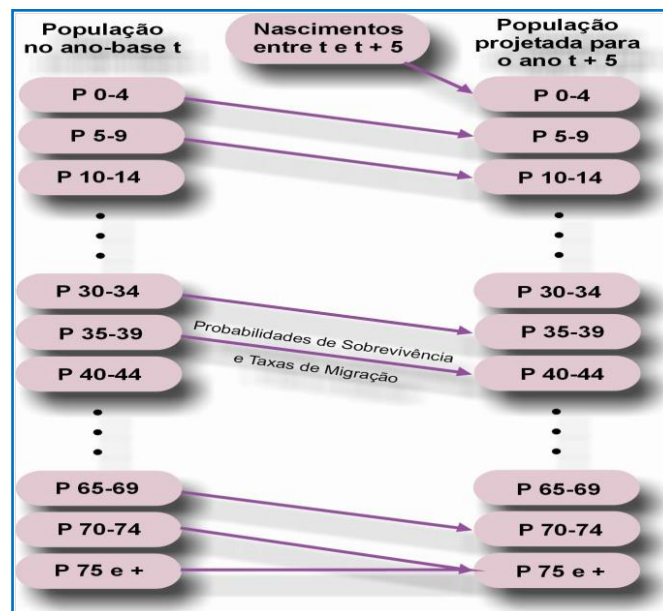 População
no ano-base t
P 0-4
P 5-9
P 10-14
P 30-34
P 35-39
P 40-44
P 65-69
P 70-74
P 75 e +
Nascimentos
entre t e t + 5
Probabilidades de Sobrevivência
e Taxas de Migração
População
projetada para
o ano t + 5
P 0-4
P 5-9
P 10-14
P 30-34
P 35-39
P 40-44
P 65-69
P 70-74
P 75 e +